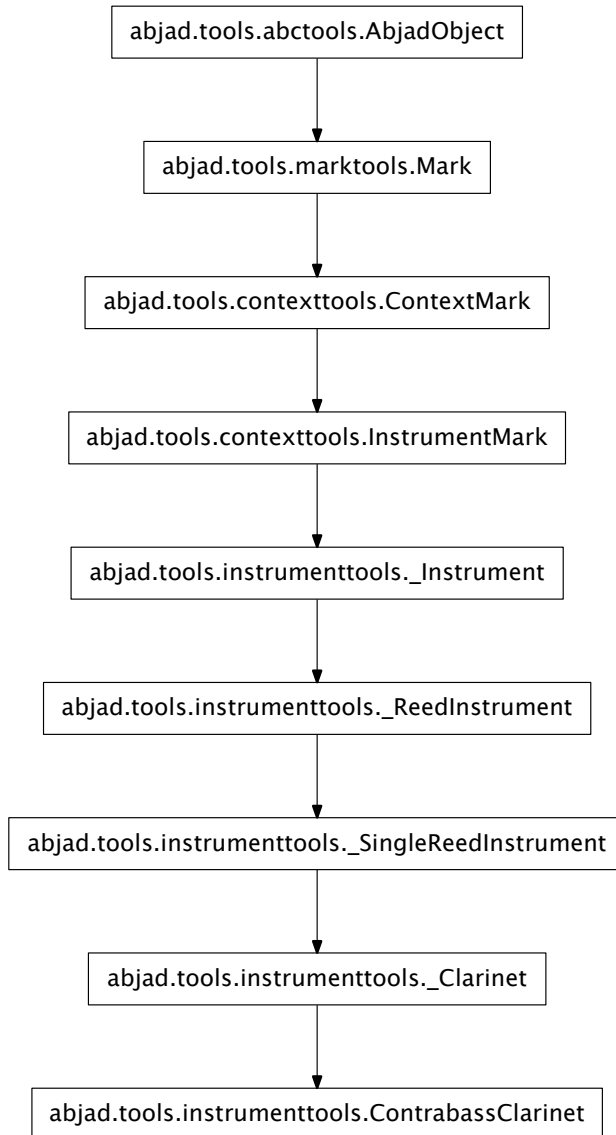 abjad.tools.abctools.AbjadObject
abjad.tools.marktools.Mark
abjad.tools.contexttools.ContextMark
abjad.tools.contexttools.InstrumentMark
abjad.tools.instrumenttools._Instrument
abjad.tools.instrumenttools._ReedInstrument
abjad.tools.instrumenttools._SingleReedInstrument
abjad.tools.instrumenttools._Clarinet
abjad.tools.instrumenttools.ContrabassClarinet